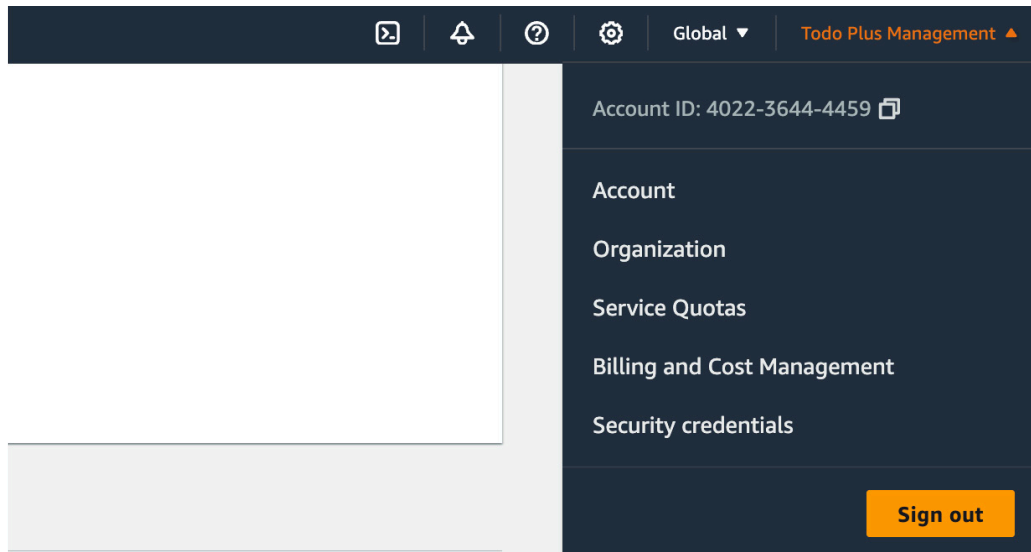 Global Todo Plus Management
Account ID: 4022-3644-4459
Account
Organization
Service Quotas
Billing and Cost Management
Security credentials
Sign out